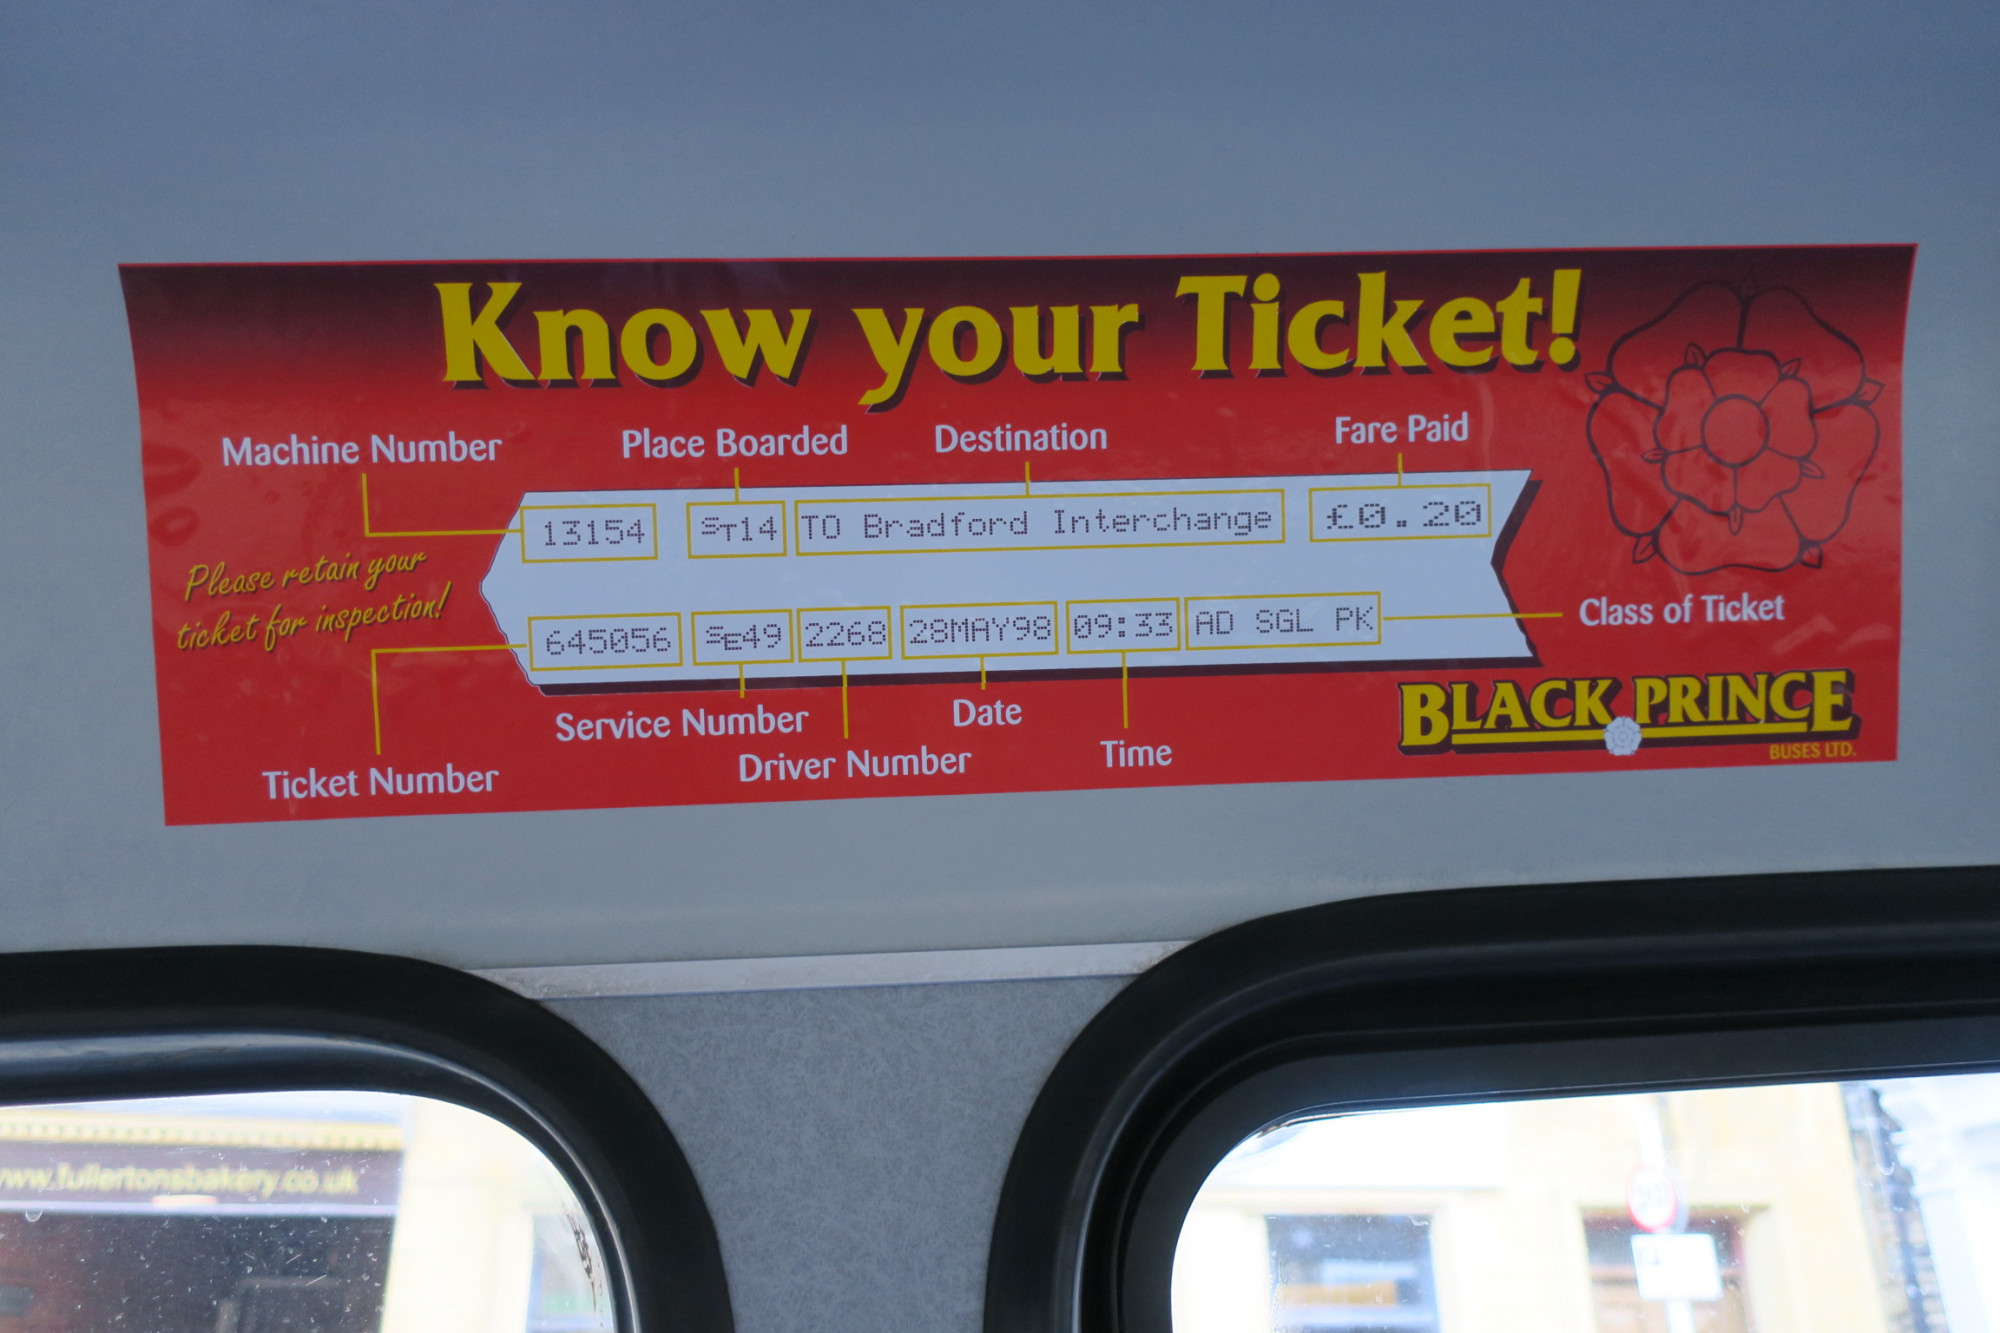 Know your Ticket!
Machine Number
Place Boarded
Destination
Fare Paid
13154 ST14 TO Bradford Interchange £0.20
Please retain your
ticket for inspection!
645056 SE49 2268 28MAY98 09:33 AD SGL PK
Class of Ticket
Service Number
Date
Driver Number
Time
Ticket Number
BLACK PRINCE
BUSES LTD.
www.fullertonsbakery.co.uk